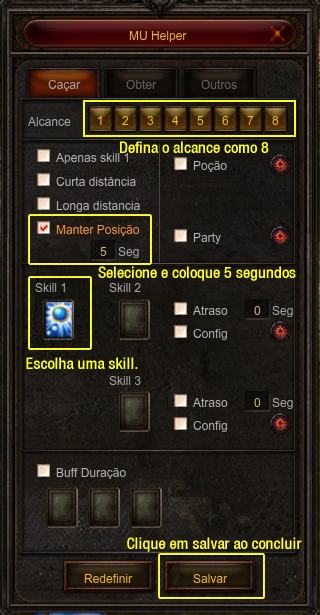 MU Helper
Caçar Obter Outros
Alcance 1 2 3 4 5 6 7 8
Defina o alcance como 8
Apenas skill 1 Poção
Curta distância
Longa distancia
Manter Posição Party
5 Seg
Selecione e coloque 5 segundos
Skill 1 Skill 2
Atraso 0 Seg
Config
Escolha uma skill.
Skill 3
Atraso 0 Seg
Config
Buff Duração
Clique em salvar ao concluir
Redefinir Salvar